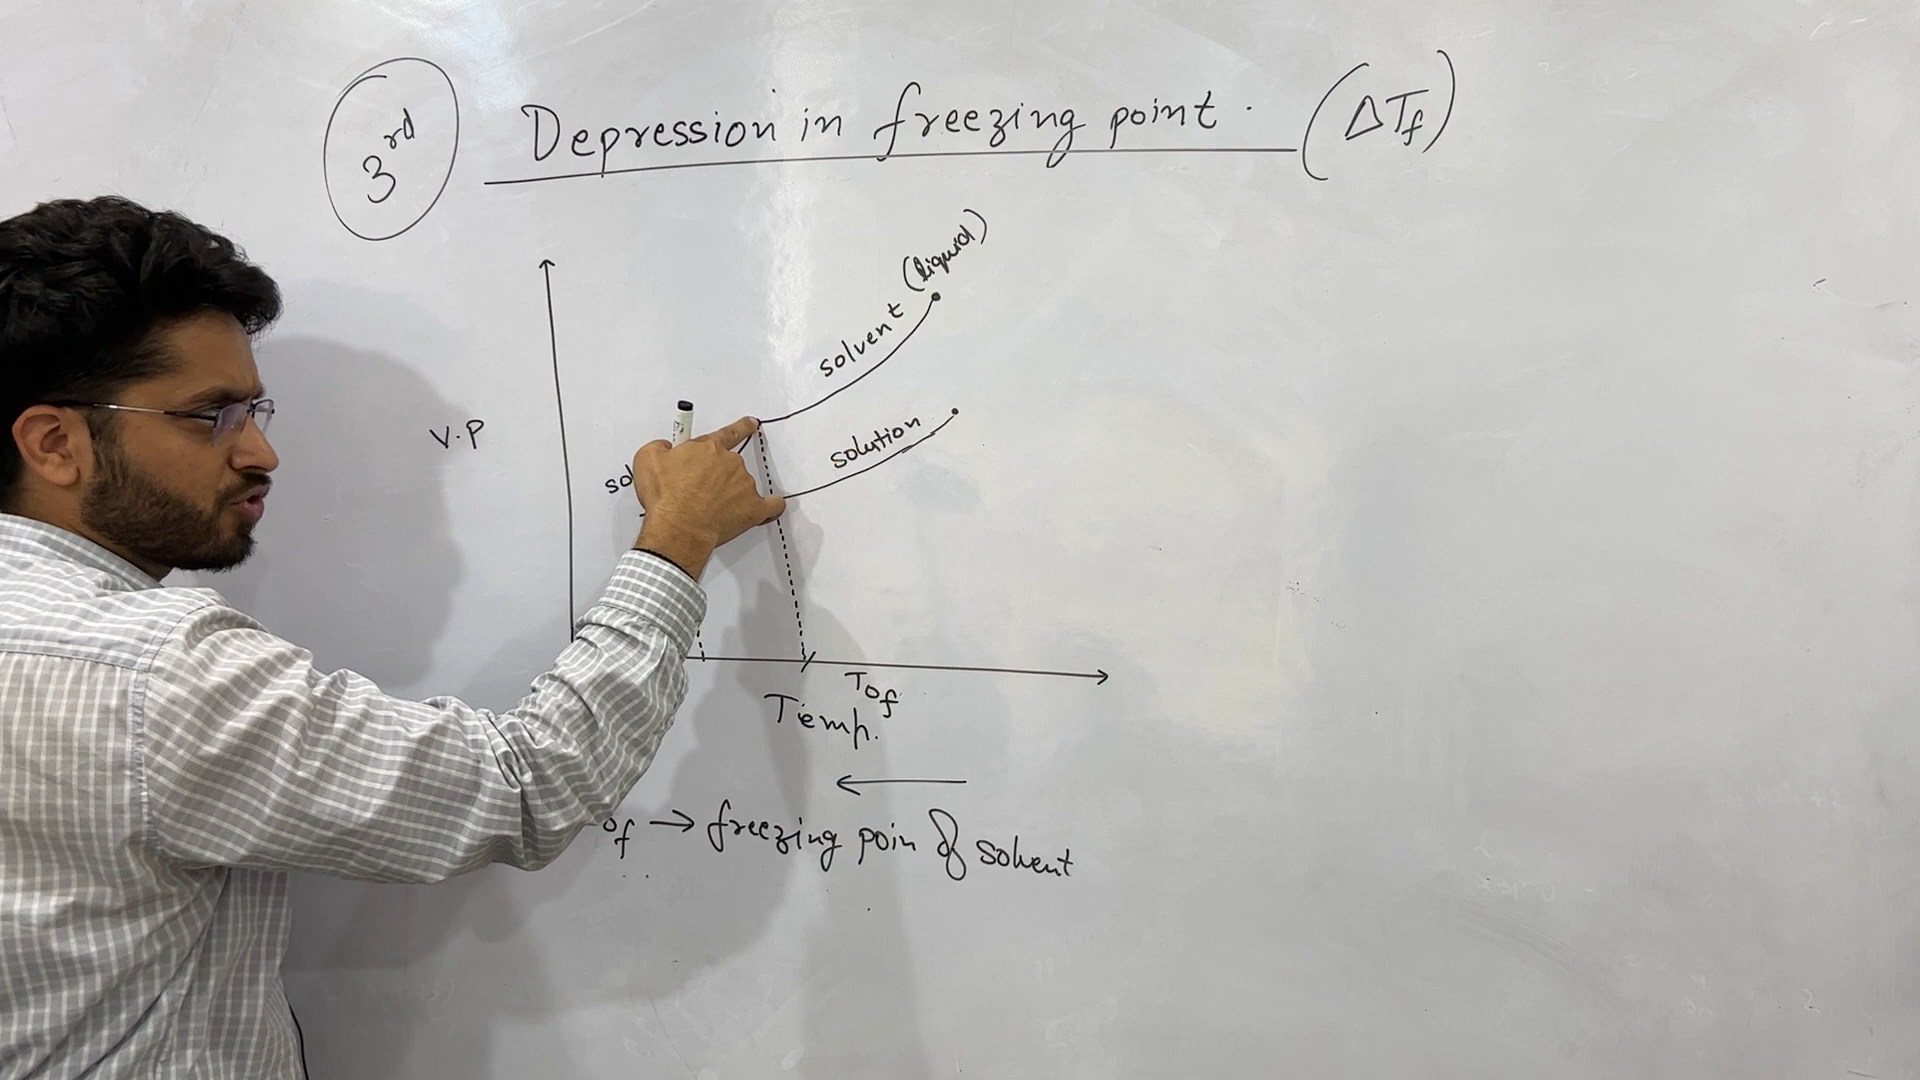 3rd Depression in freezing point. (ΔTf)
solvent (liquid)
solution
V.P
Tof
Temp.
of → freezing poin of solvent